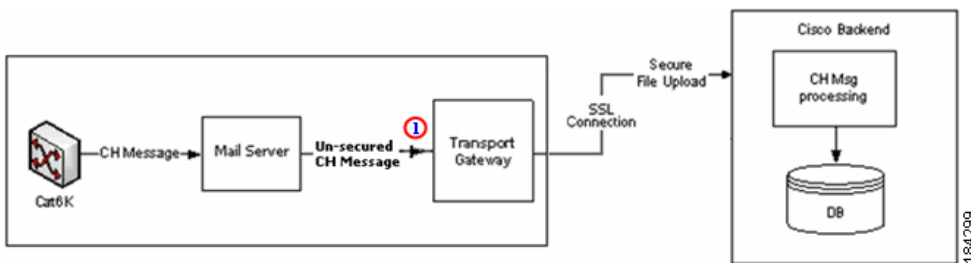 Cisco Backend
Secure
File Upload
CH Msg
processing
SSL
Connection
1
Un-secured
CH Message
CH Message
Mail Server
Transport
Gateway
Cat6K
DB
184299